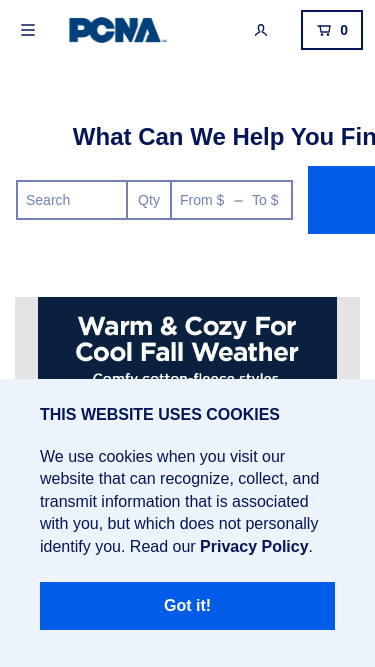 PCNA
0
What Can We Help You Fin
Search Qty From $ – To $
Warm & Cozy For
Cool Fall Weather
Comfy cotton-fleece styles
THIS WEBSITE USES COOKIES
We use cookies when you visit our
website that can recognize, collect, and
transmit information that is associated
with you, but which does not personally
identify you. Read our Privacy Policy.
Got it!